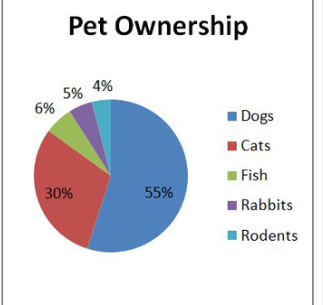 Pet Ownership
4%
5%
6%
30%
55%
Dogs
Cats
Fish
Rabbits
Rodents